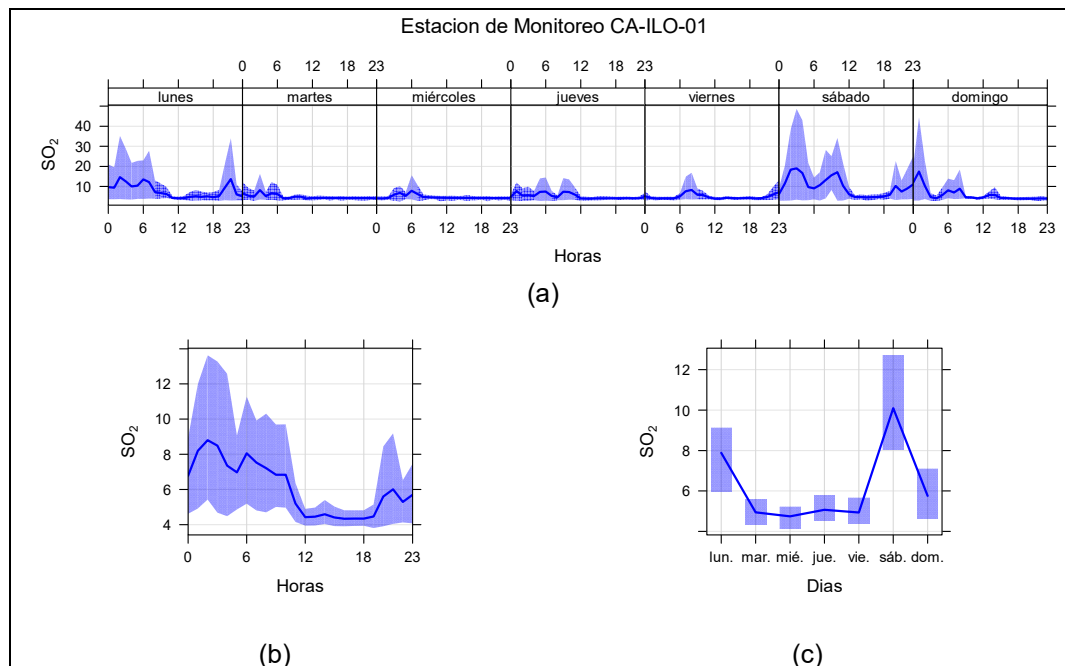 Estacion de Monitoreo CA-ILO-01
0 6 12 18 23 0 6 12 18 23 0 6 12 18 23
lunes martes miércoles jueves viernes sábado domingo
40
30
20
10
SO2
0 6 12 18 23 0 6 12 18 23 0 6 12 18 23 0 6 12 18 23
Horas
(a)
12
10
8
6
4
SO2
0 6 12 18 23
Horas
(b)
12
10
8
6
SO2
lun. mar. mié. jue. vie. sáb. dom.
Dias
(c)